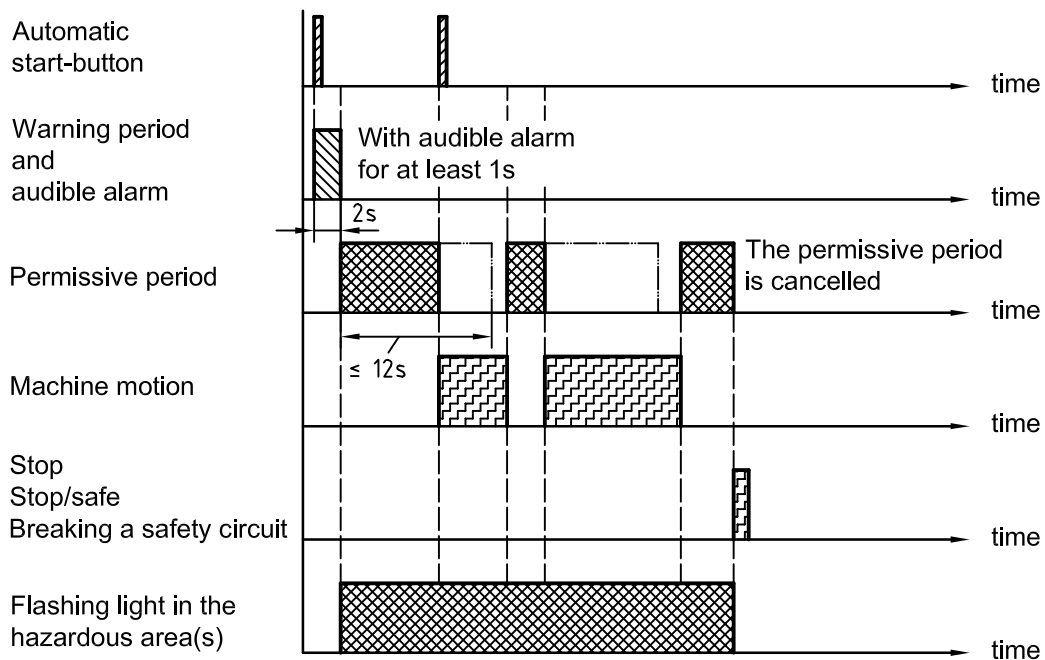 Automatic
start-button
time
Warning period
and
audible alarm
With audible alarm
for at least 1s
time
2s
Permissive period
The permissive period
is cancelled
time
≤ 12s
Machine motion
time
Stop
Stop/safe
Breaking a safety circuit
time
Flashing light in the
hazardous area(s)
time